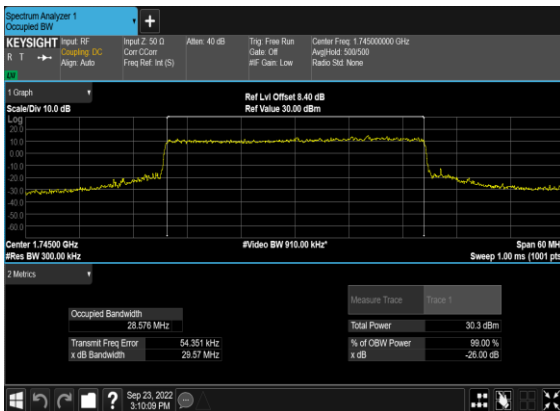 Spectrum Analyzer 1
Occupied BW
KEYSIGHT
R T
LV
Input: RF
Coupling: DC
Align: Auto
Input Z: 50 Ω
Corr CCorr
Freq Ref: Int (S)
Atten: 40 dB
Trig: Free Run
Gate: Off
#IF Gain: Low
Center Freq: 1.745000000 GHz
Avg|Hold: 500/500
Radio Std: None
1 Graph
Scale/Div 10.0 dB
Ref Lvl Offset 8.40 dB
Ref Value 30.00 dBm
Log
20.0
10.0
0.00
-10.0
-20.0
-30.0
-40.0
-50.0
-60.0
Center 1.74500 GHz
#Res BW 300.00 kHz
#Video BW 910.00 kHz*
Span 60 MH
Sweep 1.00 ms (1001 pts
2 Metrics
Measure Trace Trace 1
Occupied Bandwidth
28.576 MHz
Total Power 30.3 dBm
Transmit Freq Error 54.351 kHz
% of OBW Power 99.00 %
x dB Bandwidth 29.57 MHz
x dB -26.00 dB
Sep 23, 2022
3:10:09 PM